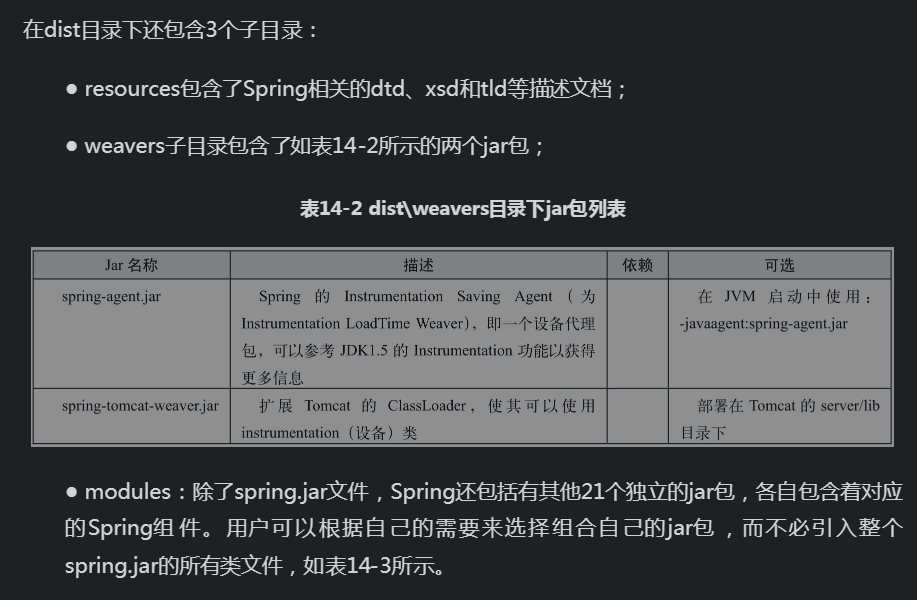 在dist目录下还包含3个子目录：
● resources包含了Spring相关的dtd、xsd和tld等描述文档；
● weavers子目录包含了如表14-2所示的两个jar包；
表14-2 dist\weavers目录下jar包列表
Jar 名称 描述 依赖 可选
spring-agent.jar Spring 的 Instrumentation Saving Agent（为 在 JVM 启动中使用：
Instrumentation LoadTime Weaver），即一个设备代理 -javaagent:spring-agent.jar
包，可以参考 JDK1.5 的 Instrumentation 功能以获得
更多信息
spring-tomcat-weaver.jar 扩展 Tomcat 的 ClassLoader，使其可以使用 部署在 Tomcat 的 server/lib
instrumentation（设备）类 目录下
● modules：除了spring.jar文件，Spring还包括有其他21个独立的jar包，各自包含着对应
的Spring组件。用户可以根据自己的需要来选择组合自己的jar包，而不必引入整个
spring.jar的所有类文件，如表14-3所示。